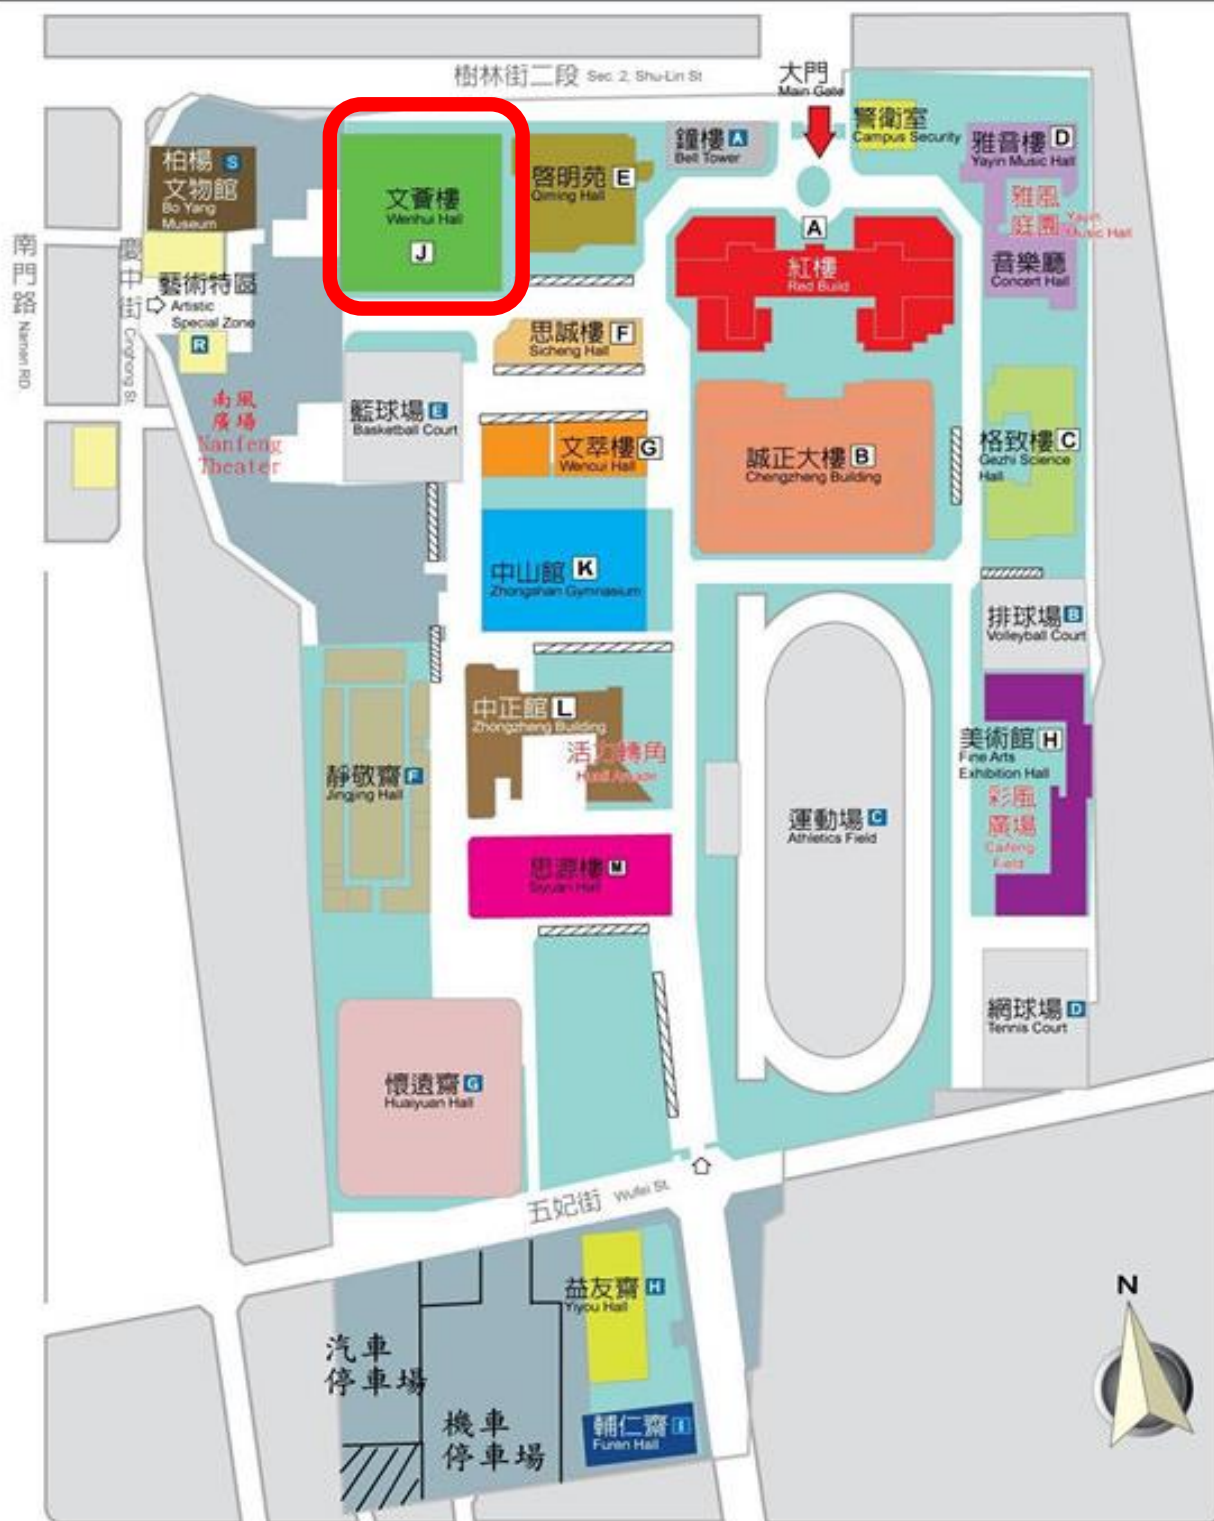 樹林街二段 Sec. 2, Shu-Lin St
大門
Main Gate
警衛室
Campus Security
鐘樓 A
Bell Tower
雅音樓 D
Yayin Music Hall
雅風
庭園 Yayin
Music Hall
音樂廳
Concert Hall
柏楊 S
文物館
Bo Yang
Museum
文薈樓
Wenhui Hall
J
啓明苑 E
Qiming Hall
A
紅樓
Red Build
南門路 Nanmen RD.
慶中街 Cinghong St.
藝術特區
Artistic
Special Zone
R
思誠樓 F
Sicheng Hall
南風
廣場
Nanfeng
Theater
籃球場 E
Basketball Court
文萃樓 G
Wencui Hall
誠正大樓 B
Chengzheng Building
格致樓 C
Gezhi Science
Hall
中山館 K
Zhongshan Gymnasium
排球場 B
Volleyball Court
中正館 L
Zhongzheng Building
活力轉角
美術館 H
Fine Arts
Exhibition Hall
彩風
廣場
Caifeng
Field
靜敬齋 F
Jingjing Hall
運動場 C
Athletics Field
思源樓 M
Siyuan Hall
網球場 D
Tennis Court
懷遠齋 G
Huaiyuan Hall
五妃街 Wufei St.
益友齋 H
Yiyou Hall
汽車
停車場
機車
停車場
輔仁齋 I
Furen Hall
N